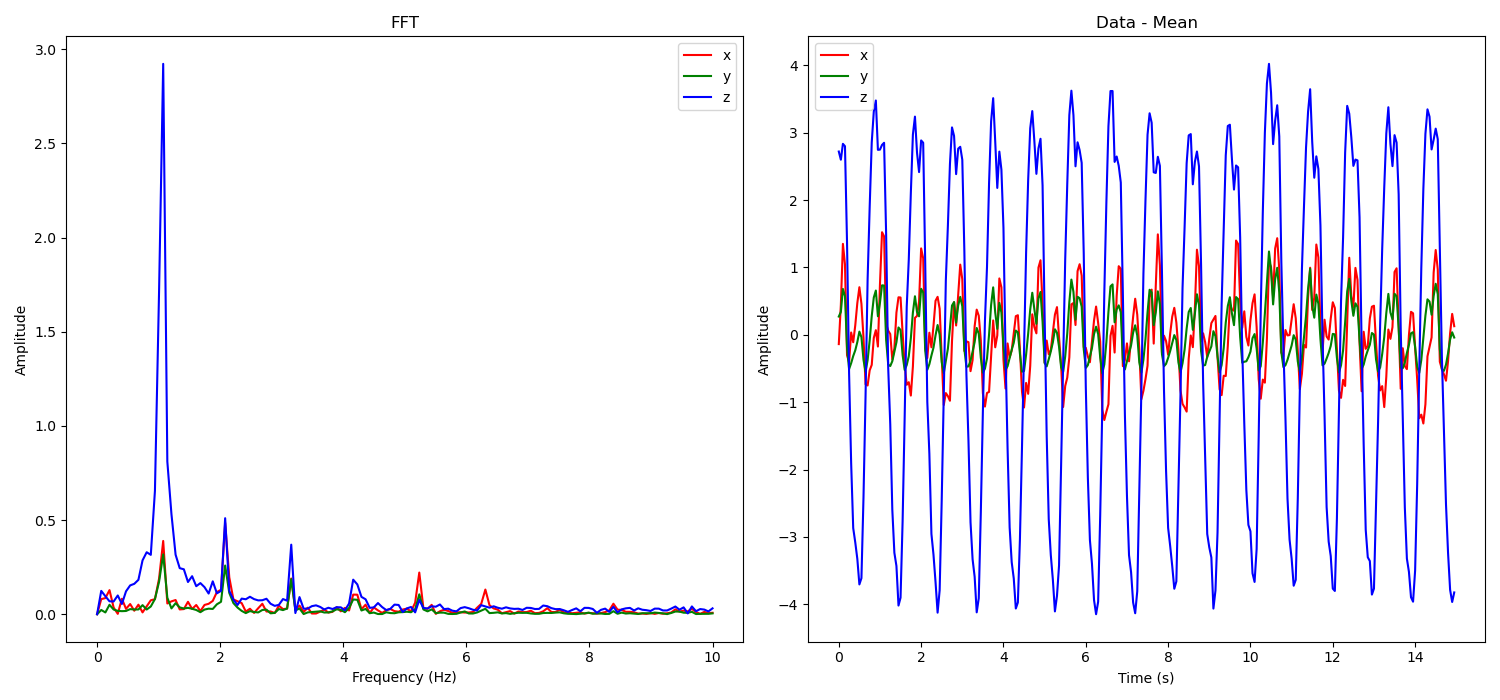 FFT
x
y
z
3.0
2.5
2.0
1.5
1.0
0.5
0.0
Amplitude
0 2 4 6 8 10
Frequency (Hz)
Data - Mean
x
y
z
4
3
2
1
0
−1
−2
−3
−4
Amplitude
0 2 4 6 8 10 12 14
Time (s)